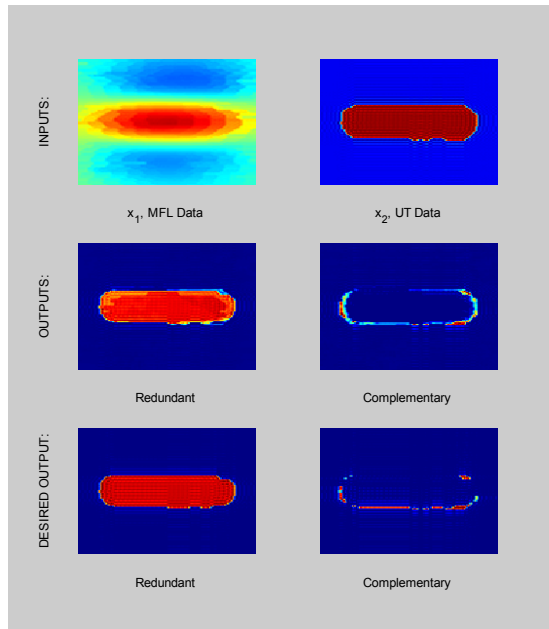 INPUTS:
x1, MFL Data
x2, UT Data
OUTPUTS:
Redundant
Complementary
DESIRED OUTPUT:
Redundant
Complementary